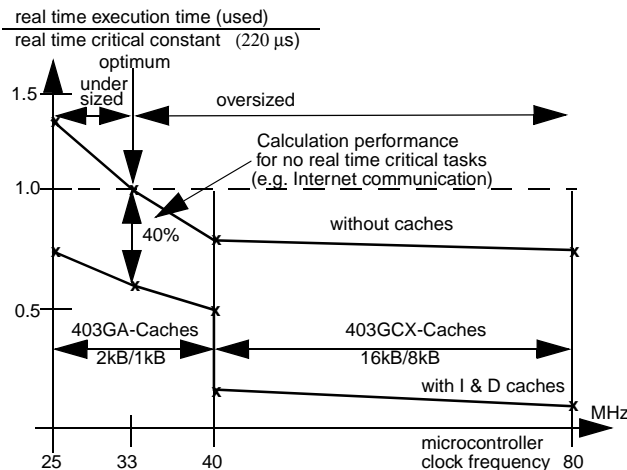 real time execution time (used)
real time critical constant (220 μs)
optimum
under
sized
oversized
1.5
Calculation performance
for no real time critical tasks
(e.g. Internet communication)
1.0
without caches
40%
0.5
403GA-Caches
2kB/1kB
403GCX-Caches
16kB/8kB
with I & D caches
MHz
25
33
40
microcontroller
clock frequency
80